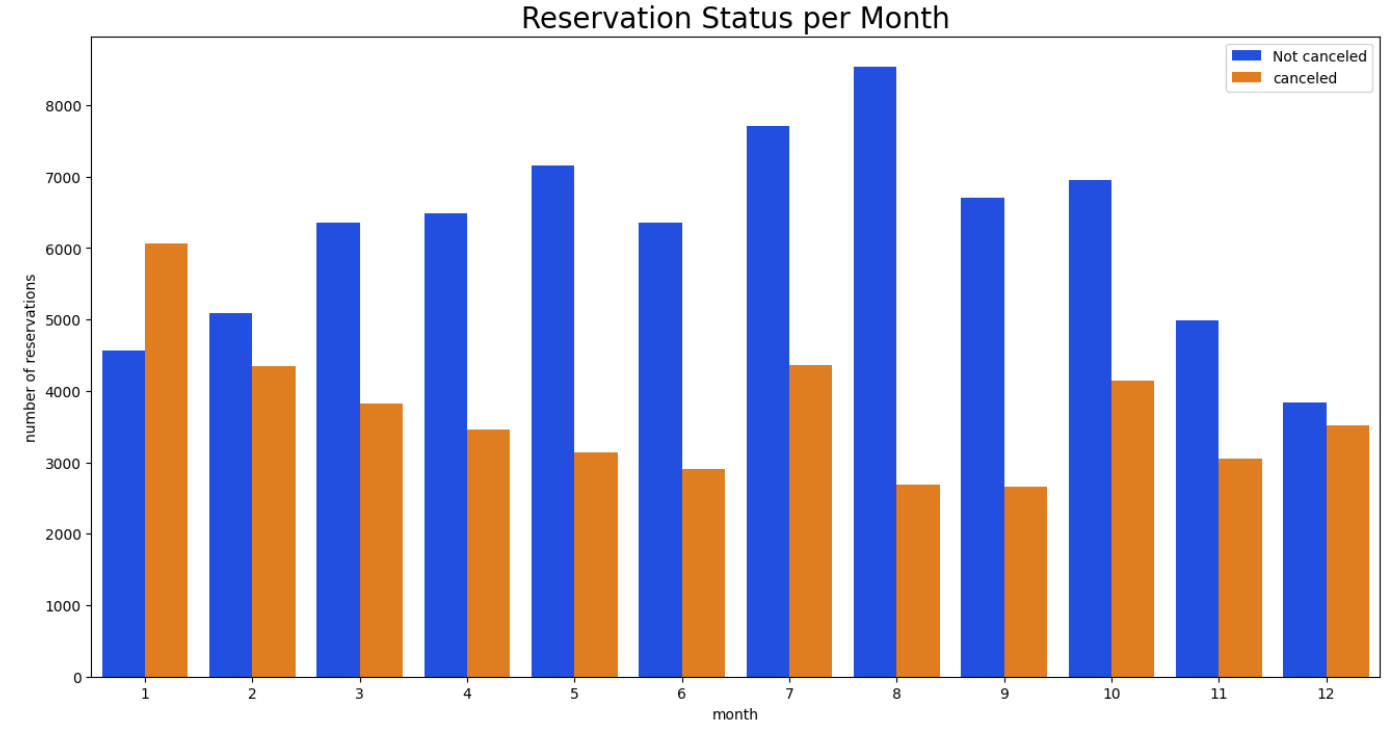 Reservation Status per Month
Not canceled
canceled
number of reservations
8000
7000
6000
5000
4000
3000
2000
1000
0
1 2 3 4 5 6 7 8 9 10 11 12
month